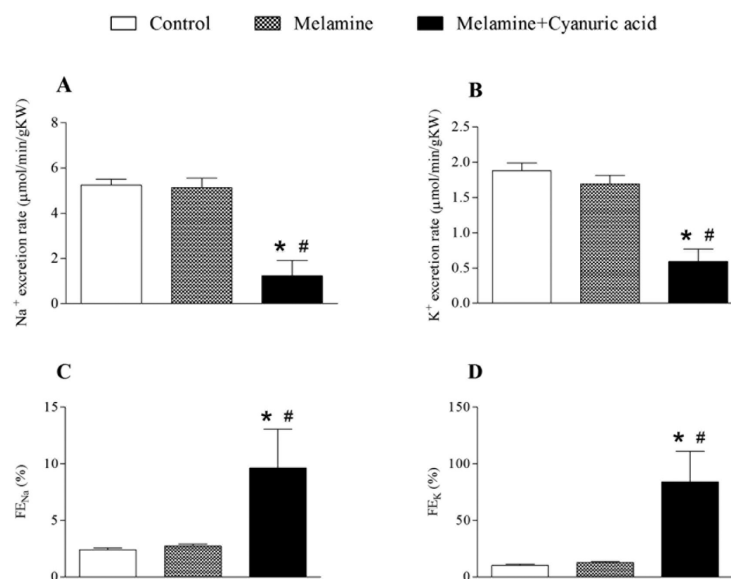 Control Melamine Melamine+Cyanuric acid
A
Na+ excretion rate (μmol/min/gKW)
8
6
4
2
0
* #
B
K+ excretion rate (μmol/min/gKW)
2.5
2.0
1.5
1.0
0.5
0.0
* #
C
FENa (%)
15
10
5
0
* #
D
FEK (%)
150
100
50
0
* #